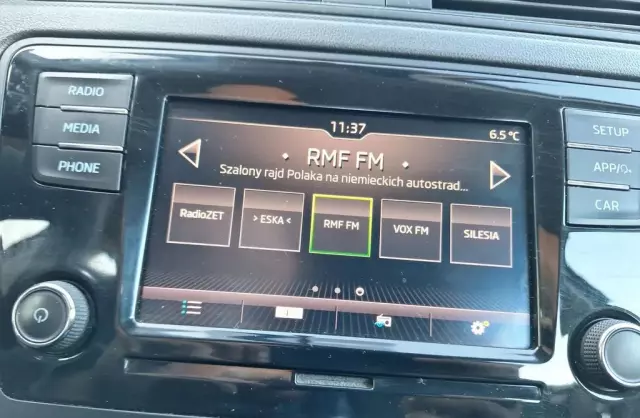 RADIO
MEDIA
PHONE
11:37
6.5 °C
• RMF FM •
Szalony rajd Polaka na niemieckich autostrad...
RadioZET
> ESKA <
RMF FM
VOX FM
SILESIA
SETUP
APP/
CAR